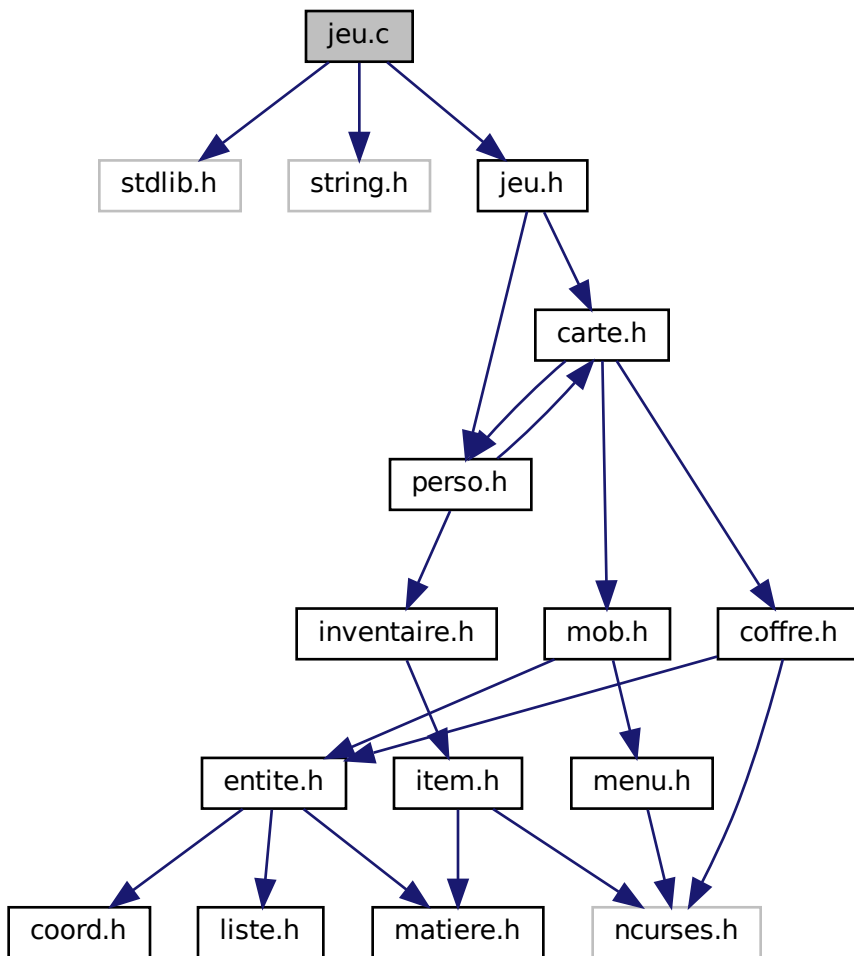 jeu.c
stdlib.h
string.h
jeu.h
carte.h
perso.h
inventaire.h
mob.h
coffre.h
entite.h
item.h
menu.h
coord.h
liste.h
matiere.h
ncurses.h